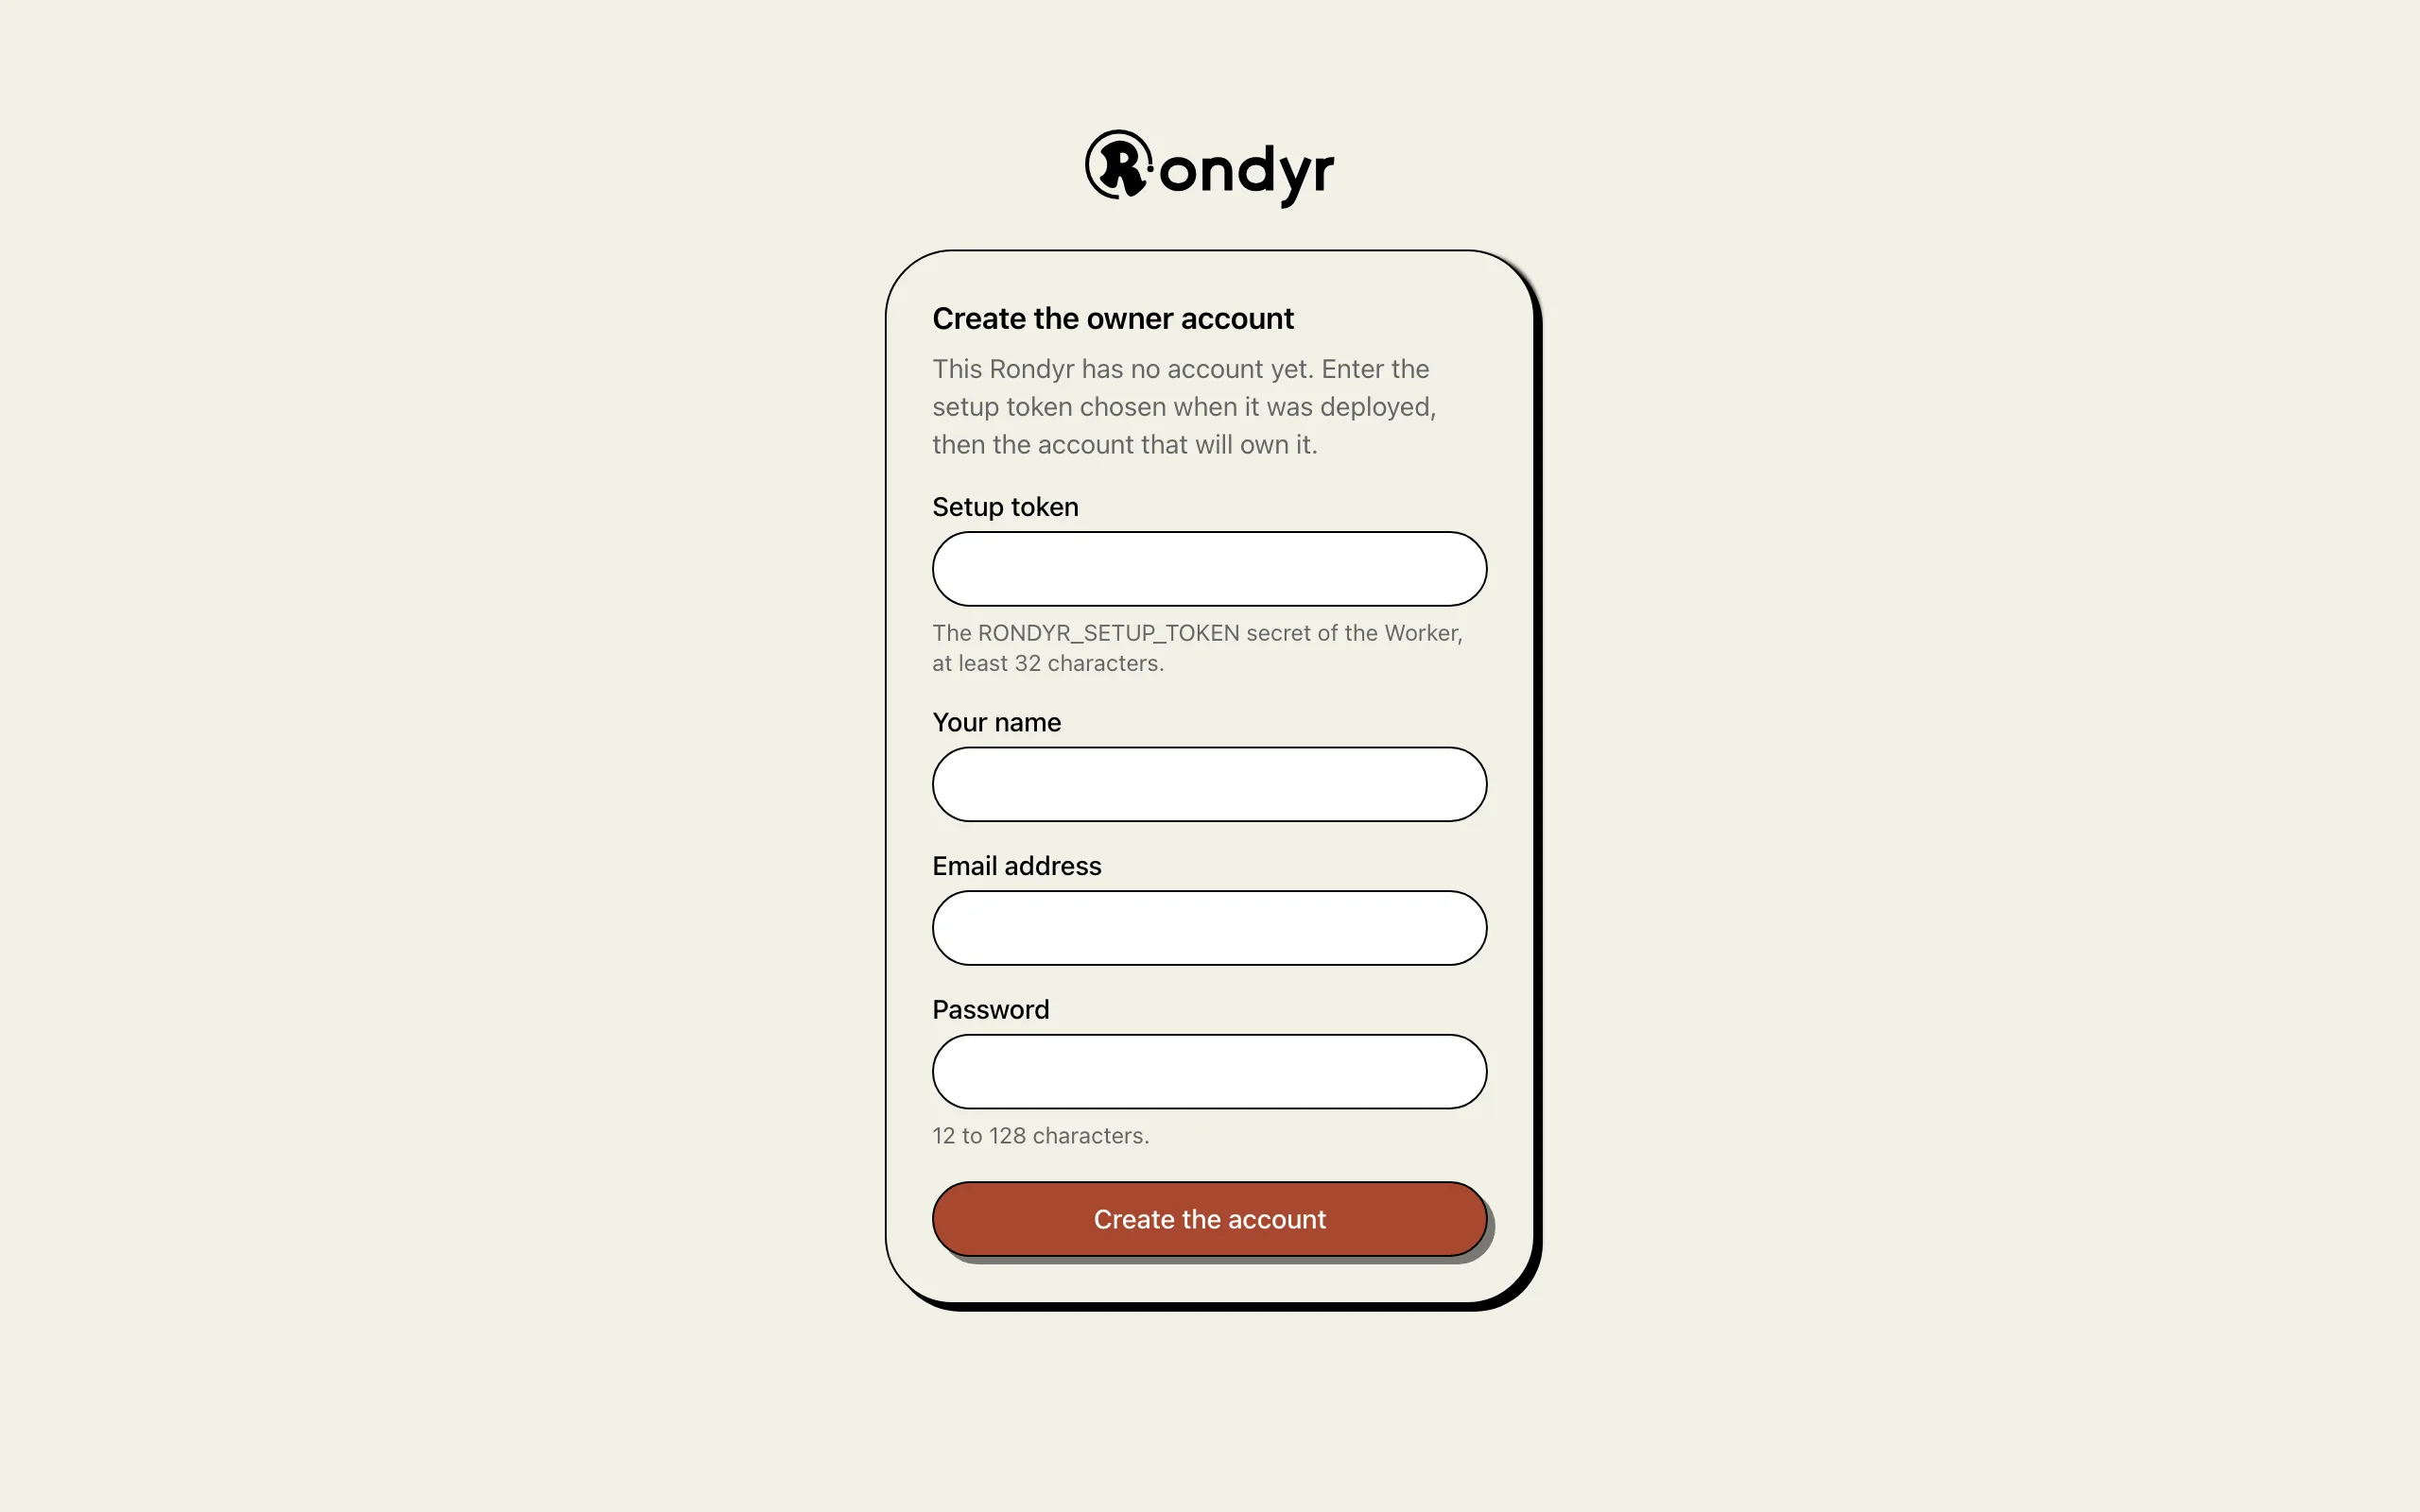 Rondyr
Create the owner account
This Rondyr has no account yet. Enter the
setup token chosen when it was deployed,
then the account that will own it.
Setup token
The RONDYR_SETUP_TOKEN secret of the Worker,
at least 32 characters.
Your name
Email address
Password
12 to 128 characters.
Create the account